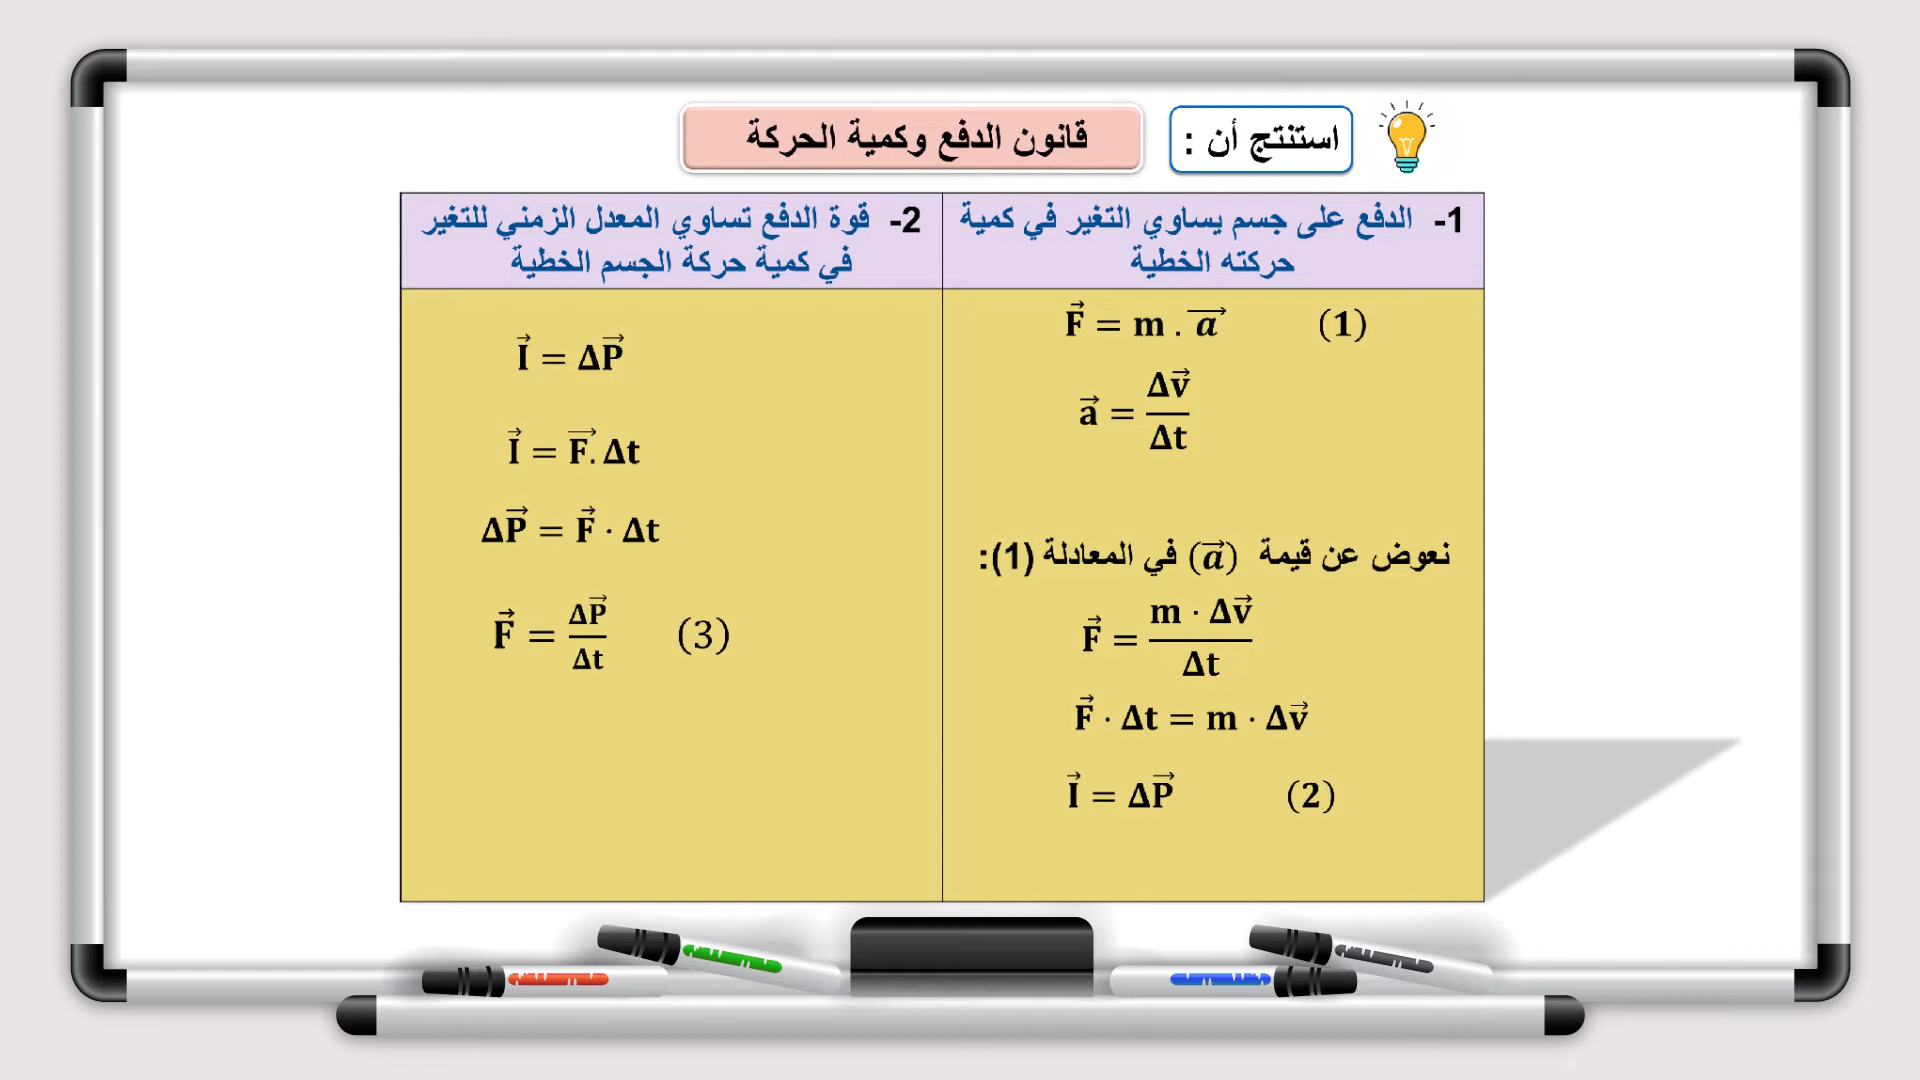 استنتج أن :
قانون الدفع وكمية الحركة
1- الدفع على جسم يساوي التغير في كمية
حركته الخطية
F⃗ = m . a⃗ (1)
a⃗ = Δv⃗ / Δt
نعوض عن قيمة (a⃗) في المعادلة (1):
F⃗ = m · Δv⃗ / Δt
F⃗ · Δt = m · Δv⃗
I⃗ = ΔP⃗ (2)
2- قوة الدفع تساوي المعدل الزمني للتغير
في كمية حركة الجسم الخطية
I⃗ = ΔP⃗
I⃗ = F⃗. Δt
ΔP⃗ = F⃗ · Δt
F⃗ = ΔP⃗ / Δt (3)